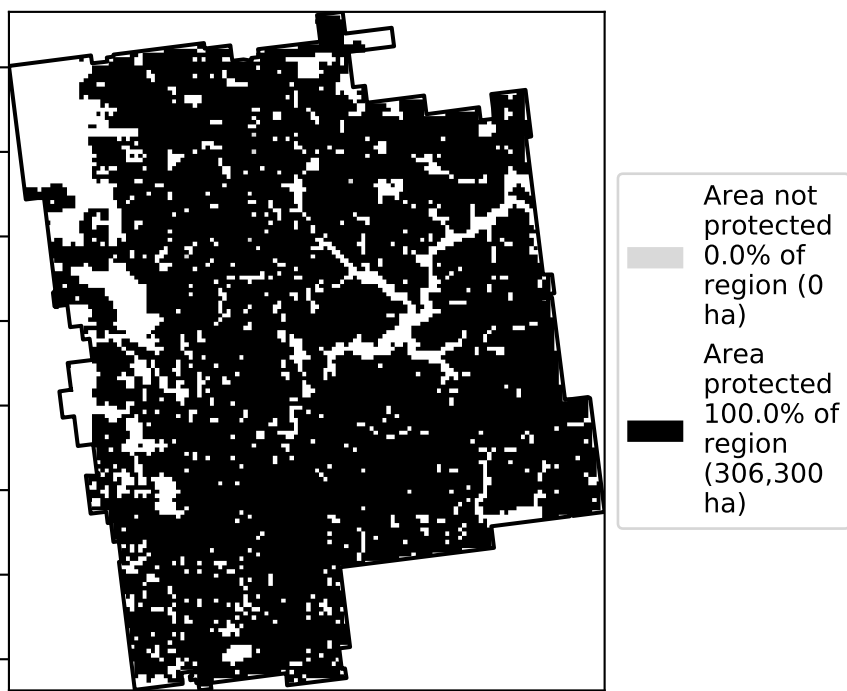 Area not
protected
0.0% of
region (0
ha)
Area
protected
100.0% of
region
(306,300
ha)